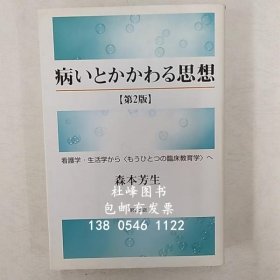 病いとかかわる思想
【第2版】
看護学・生活学から〈もうひとつの臨床教育学〉へ
森本芳生
杜峰图书
包邮有发票
138 0546 1122